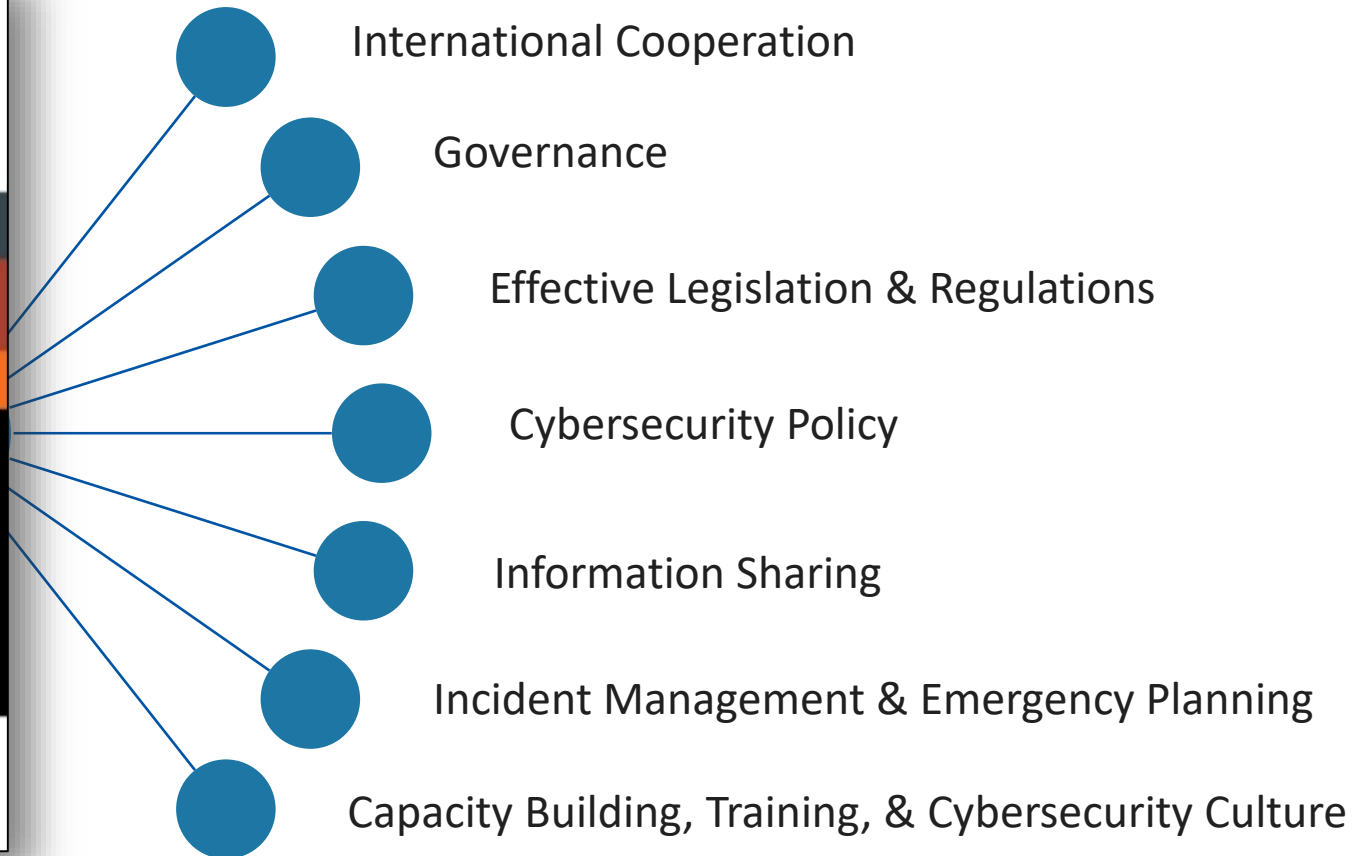 International Cooperation
Governance
Effective Legislation & Regulations
Cybersecurity Policy
Information Sharing
Incident Management & Emergency Planning
Capacity Building, Training, & Cybersecurity Culture